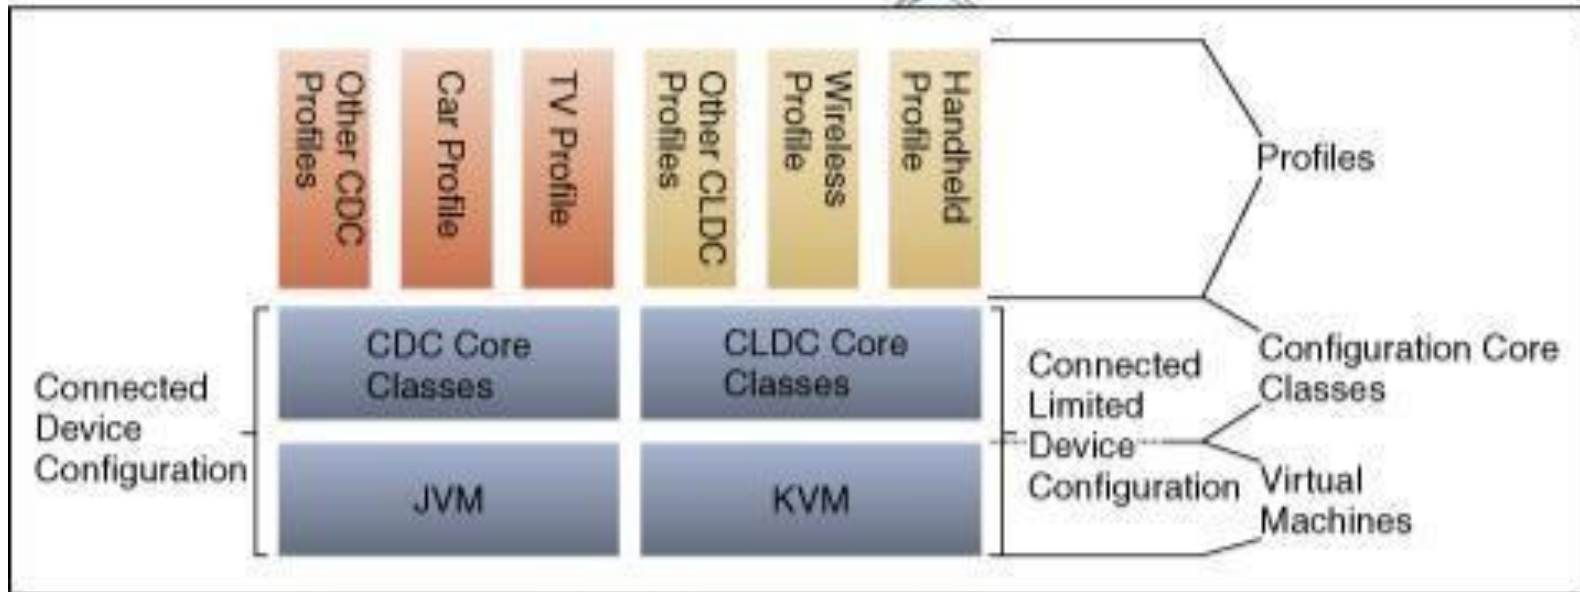 Other CDC
Profiles
Car Profile
TV Profile
Other CLDC
Profiles
Wireless
Profile
Handheld
Profile
Profiles
CDC Core
Classes
CLDC Core
Classes
Connected
Device
Configuration
Connected
Limited
Device
Configuration
Configuration Core
Classes
JVM
KVM
Virtual
Machines